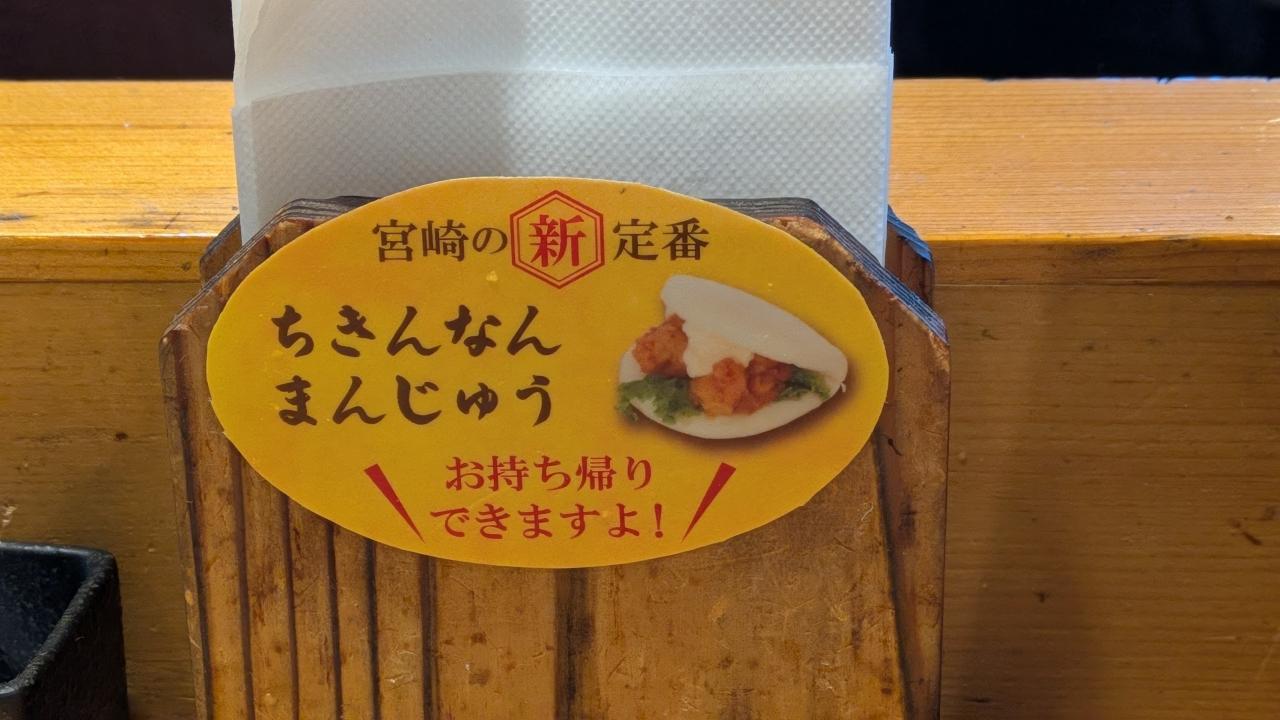 宮崎の新定番
ちきんなん
まんじゅう
お持ち帰り
できますよ!